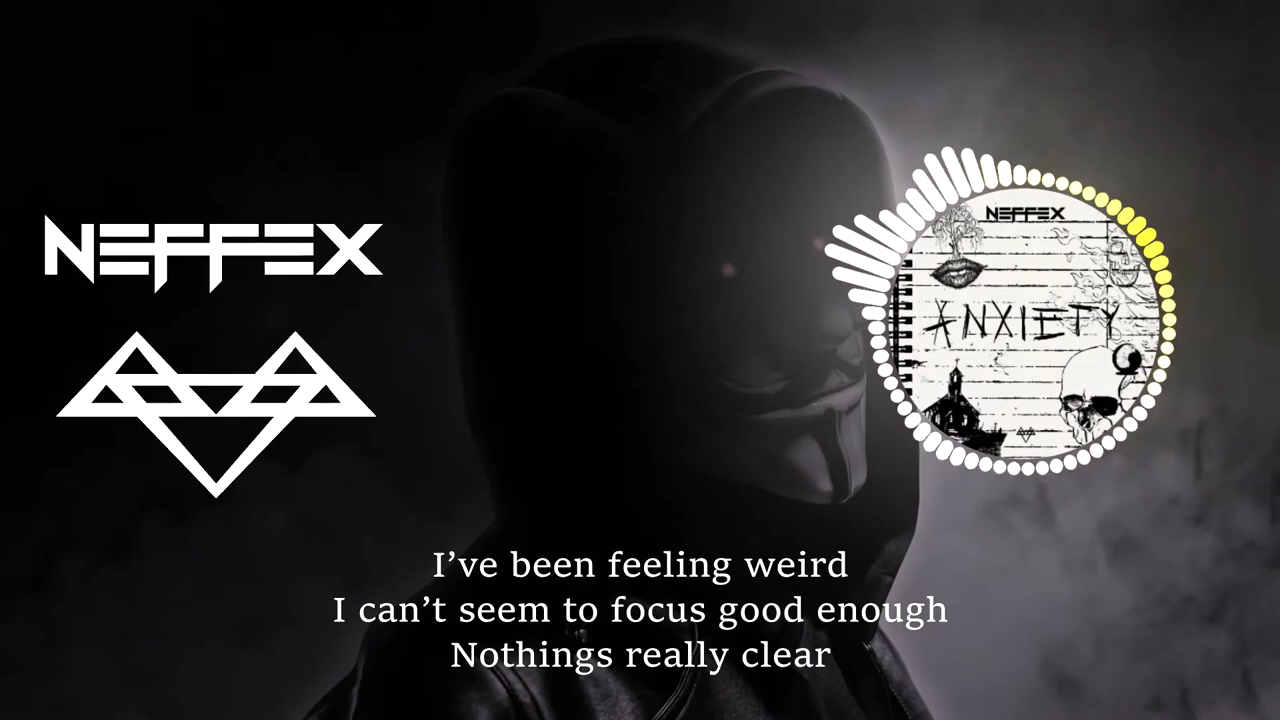 NEFFEX
NEFFEX
ANXIETY
I’ve been feeling weird
I can’t seem to focus good enough
Nothings really clear